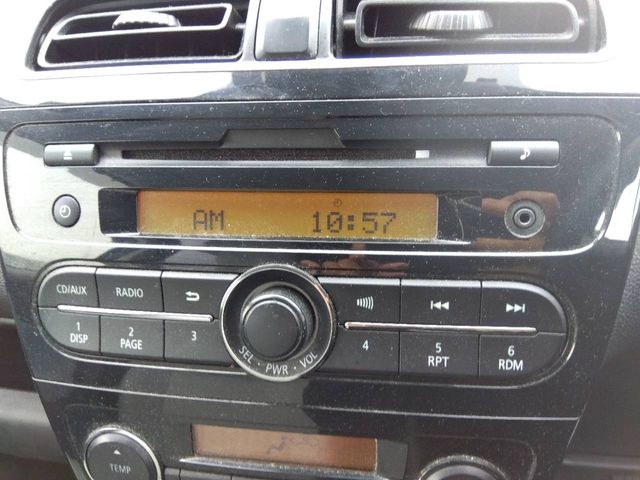 AM 10:57
CD/AUX RADIO
1 2 3 4 5 6
DISP PAGE RPT RDM
SEL · PWR · VOL
TEMP